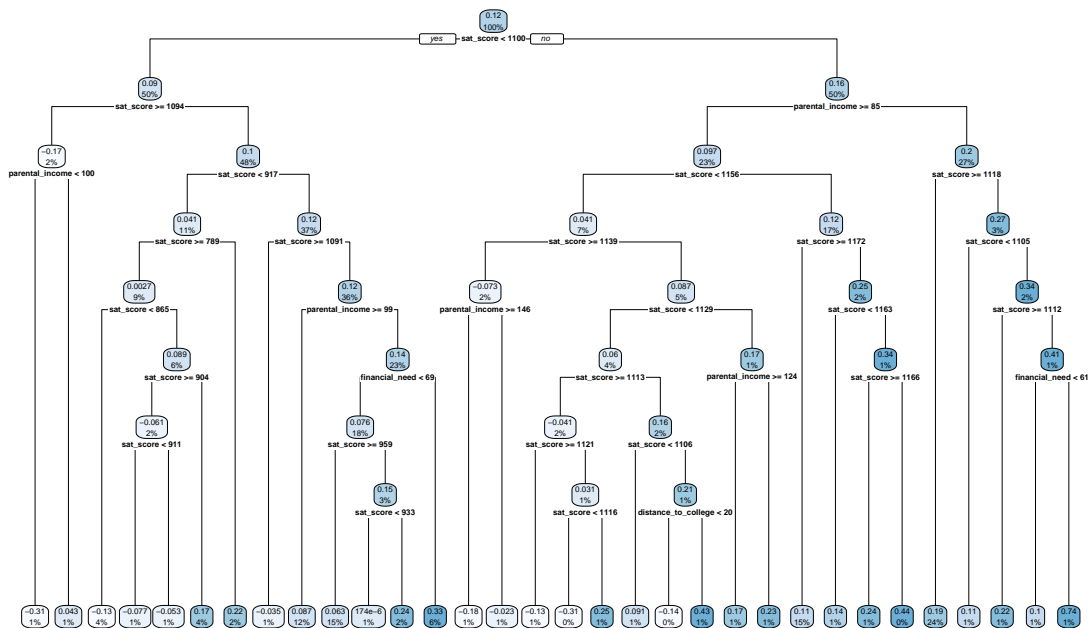 0.12
100%
yes sat_score < 1100 no
0.09
50%
sat_score >= 1094
0.16
50%
parental_income >= 85
−0.17
2%
parental_income < 100
0.1
48%
sat_score < 917
0.097
23%
sat_score < 1156
0.2
27%
sat_score >= 1118
0.041
11%
sat_score >= 789
0.12
37%
sat_score >= 1091
0.041
7%
sat_score >= 1139
0.12
17%
sat_score >= 1172
0.27
3%
sat_score < 1105
0.0027
9%
sat_score < 865
0.12
36%
parental_income >= 99
−0.073
2%
parental_income >= 146
0.087
5%
sat_score < 1129
0.25
2%
sat_score < 1163
0.34
2%
sat_score >= 1112
0.089
6%
sat_score >= 904
0.14
23%
financial_need < 69
0.06
4%
sat_score >= 1113
0.17
1%
parental_income >= 124
0.34
1%
sat_score >= 1166
0.41
1%
financial_need < 61
−0.061
2%
sat_score < 911
0.076
18%
sat_score >= 959
−0.041
2%
sat_score >= 1121
0.16
2%
sat_score < 1106
0.15
3%
sat_score < 933
0.031
1%
sat_score < 1116
0.21
1%
distance_to_college < 20
−0.31 0.043 −0.13 −0.077 −0.053 0.17 0.22 −0.035 0.087 0.063 174e−6 0.24 0.33 −0.18 −0.023 −0.13 −0.31 0.25 0.091 −0.14 0.43 0.17 0.23 0.11 0.14 0.24 0.44 0.19 0.11 0.22 0.1 0.74
1% 1% 4% 1% 1% 4% 2% 1% 12% 15% 1% 2% 6% 1% 1% 1% 0% 1% 1% 0% 1% 1% 1% 15% 1% 1% 0% 24% 1% 1% 1% 1%